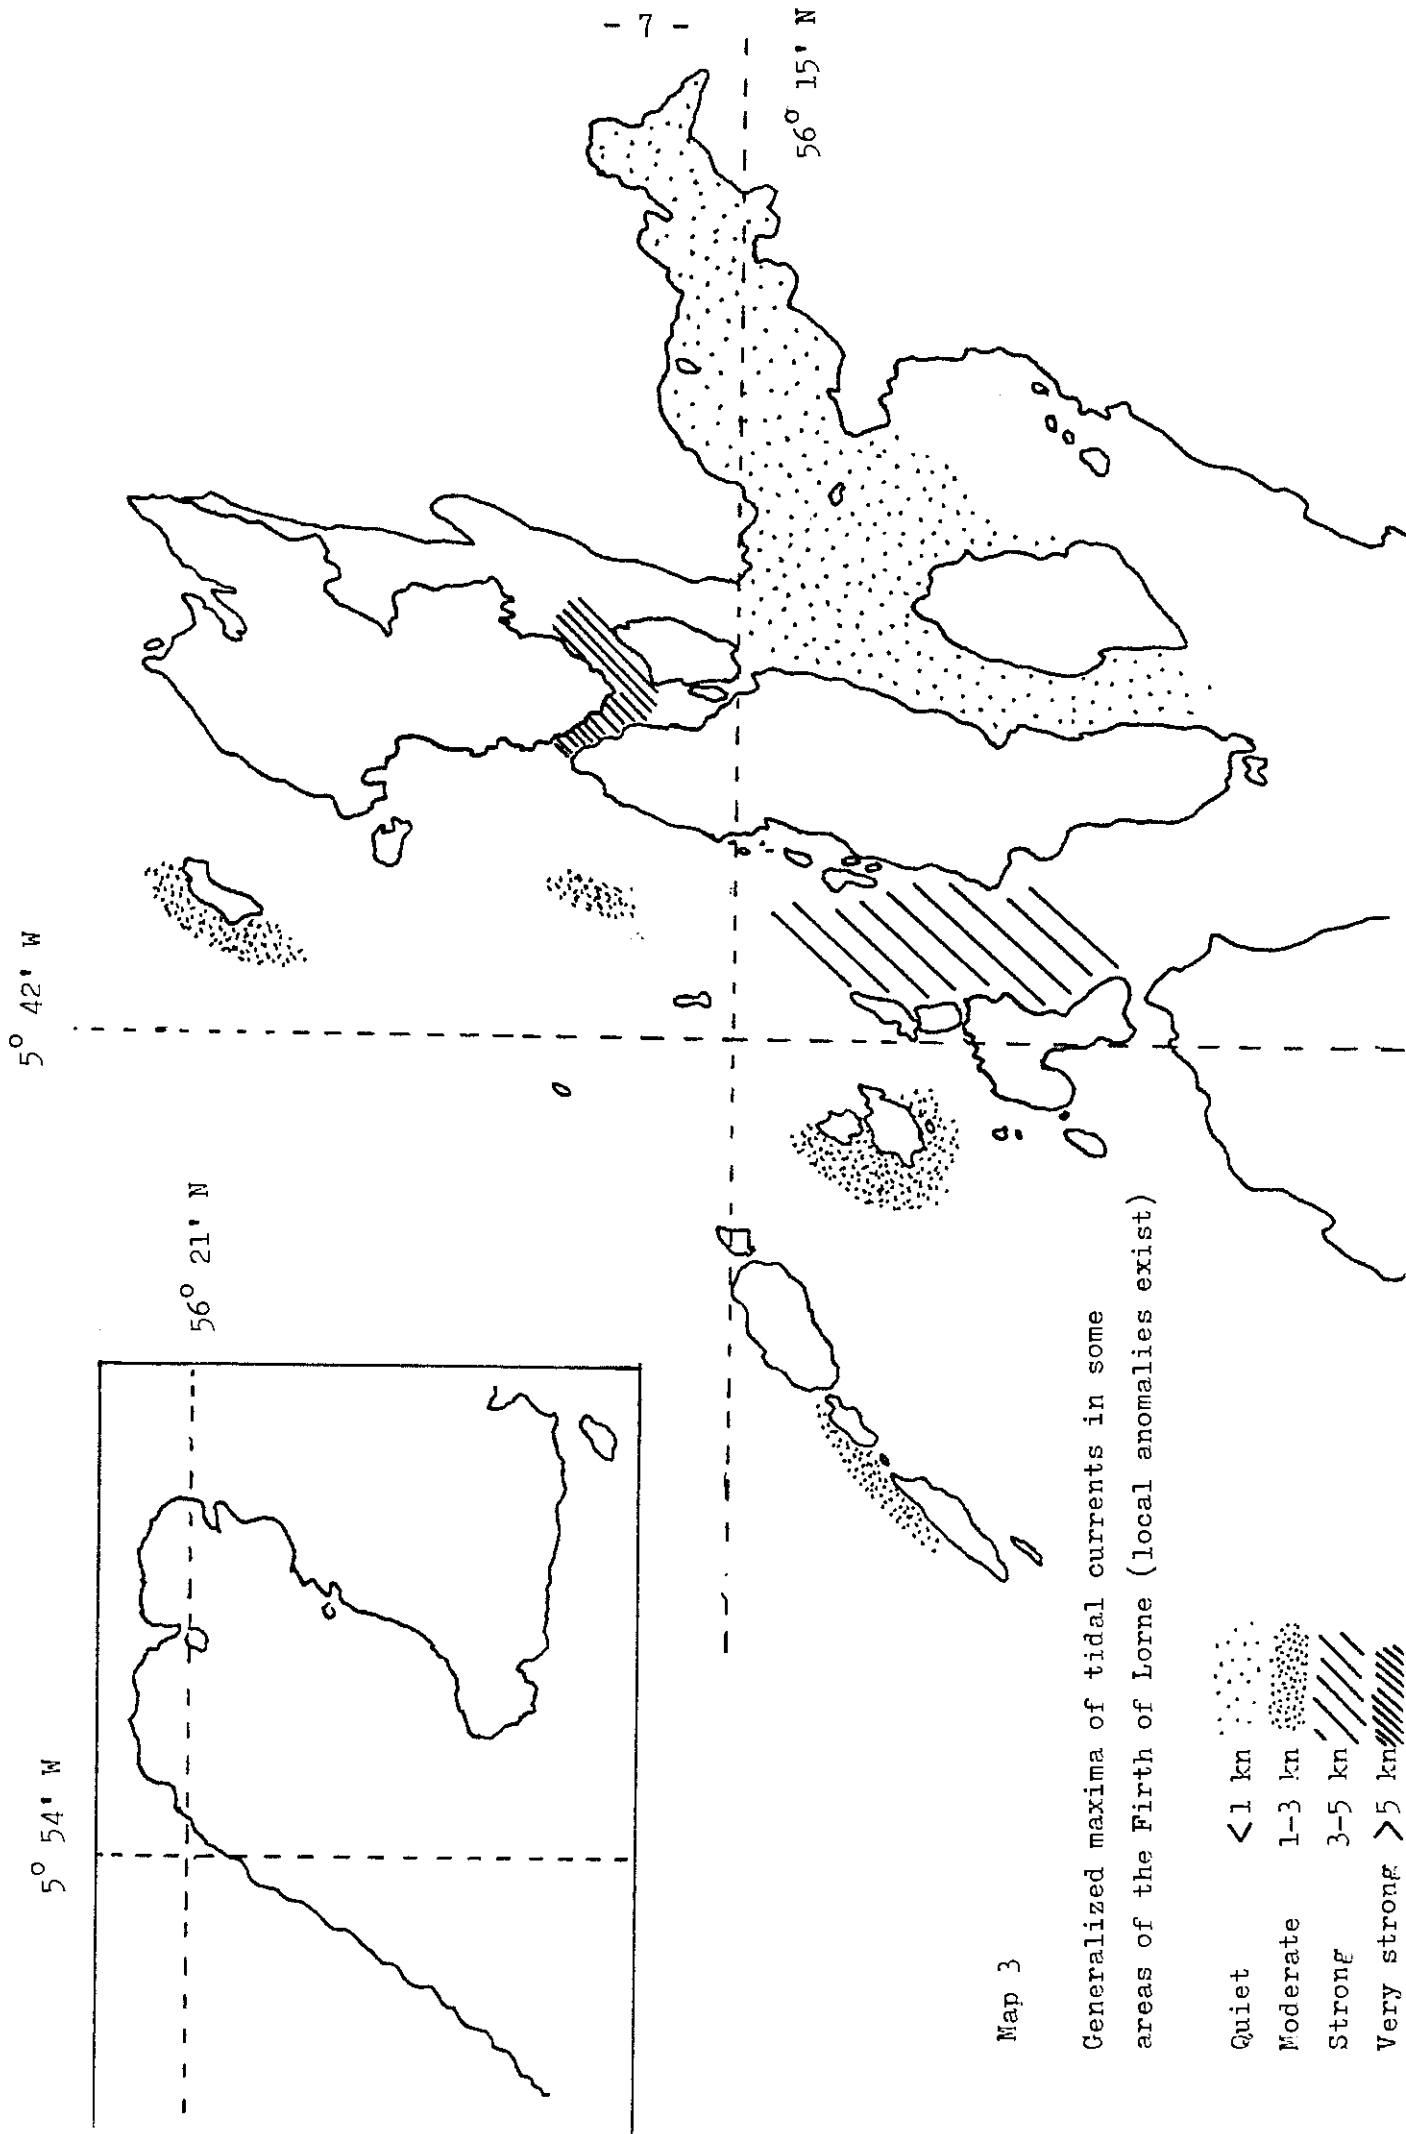 - 7 -
5° 54' W
56° 21' N
5° 42' W
56° 15' N
Map 3
Generalized maxima of tidal currents in some
areas of the Firth of Lorne (local anomalies exist)
Quiet <1 kn
Moderate 1-3 kn
Strong 3-5 kn
Very strong >5 kn